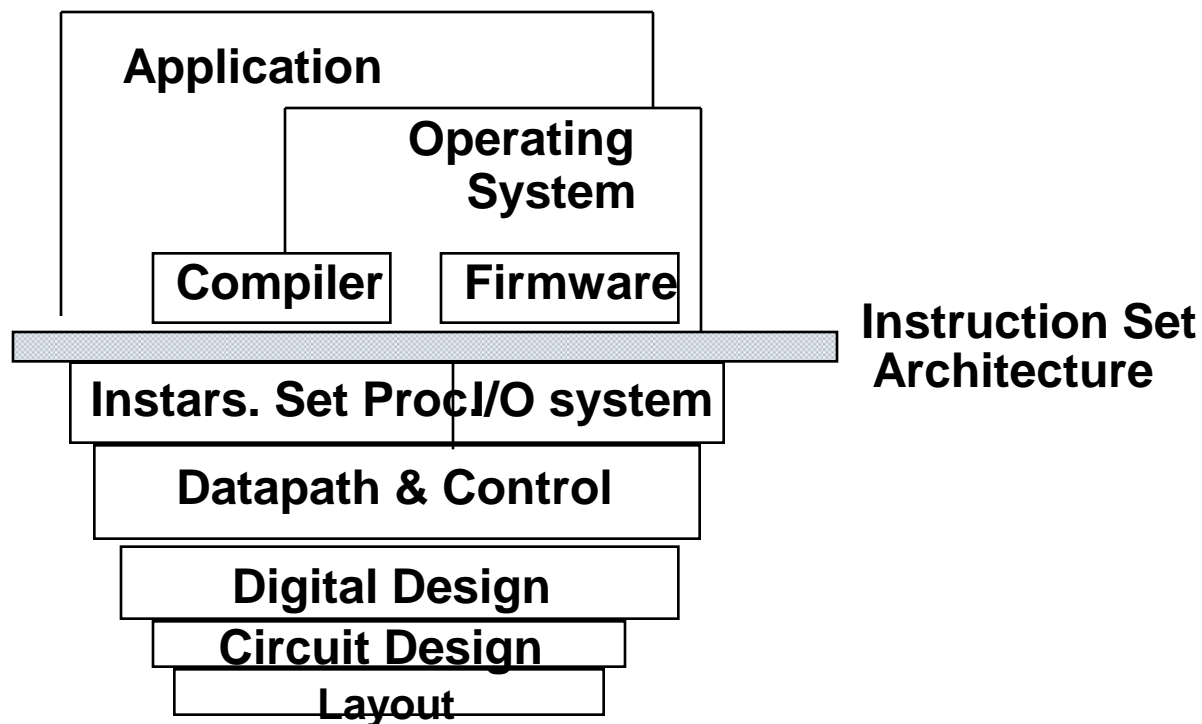 Application
Operating
System
Compiler
Firmware
Instruction Set
Architecture
Instars. Set Proc.
I/O system
Datapath & Control
Digital Design
Circuit Design
Layout